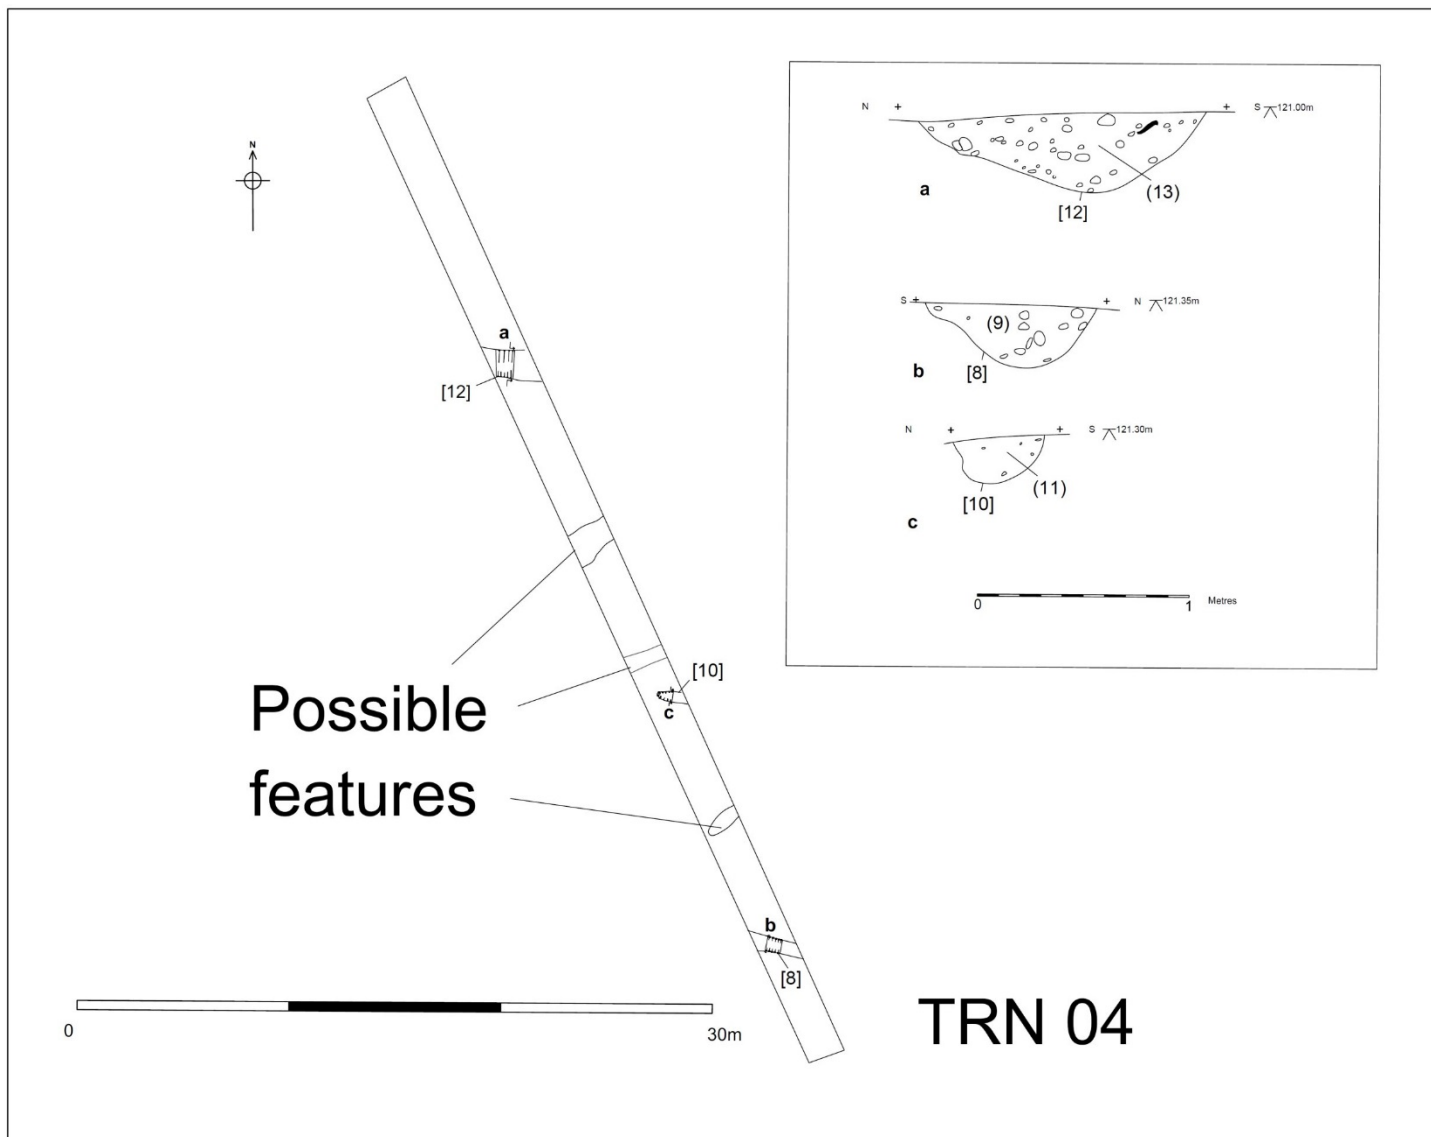 N
a
[12]
[10]
c
Possible
features
b
[8]
0
30m
TRN 04
N + + S 121.00m
a
[12]
(13)
S + + N 121.35m
(9)
b
[8]
N + + S 121.30m
[10]
(11)
c
0 1 Metres